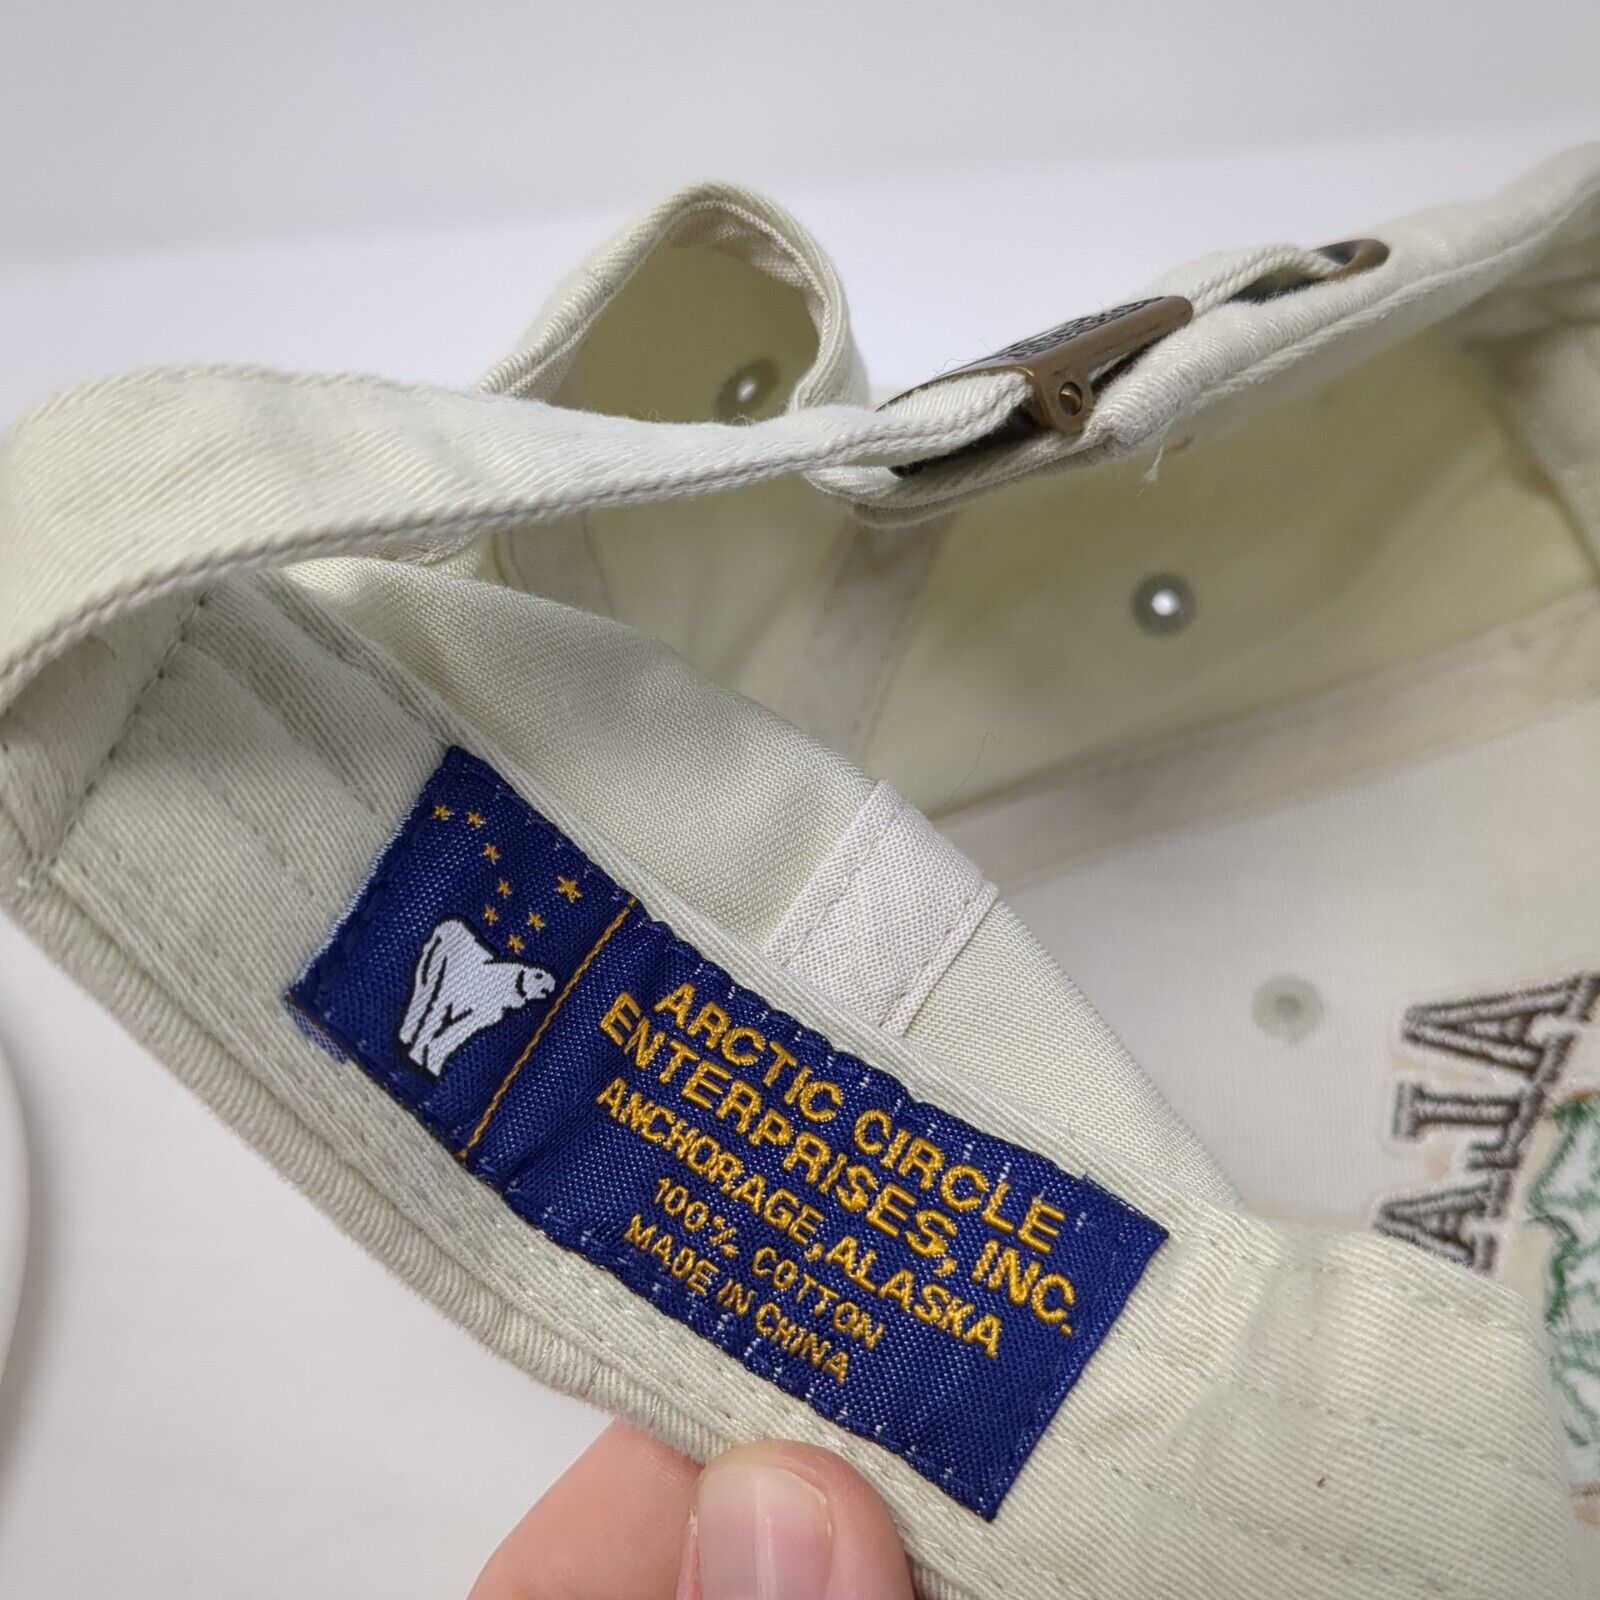 ARCTIC CIRCLE
ENTERPRISES, INC.
ANCHORAGE, ALASKA
100% COTTON
MADE IN CHINA